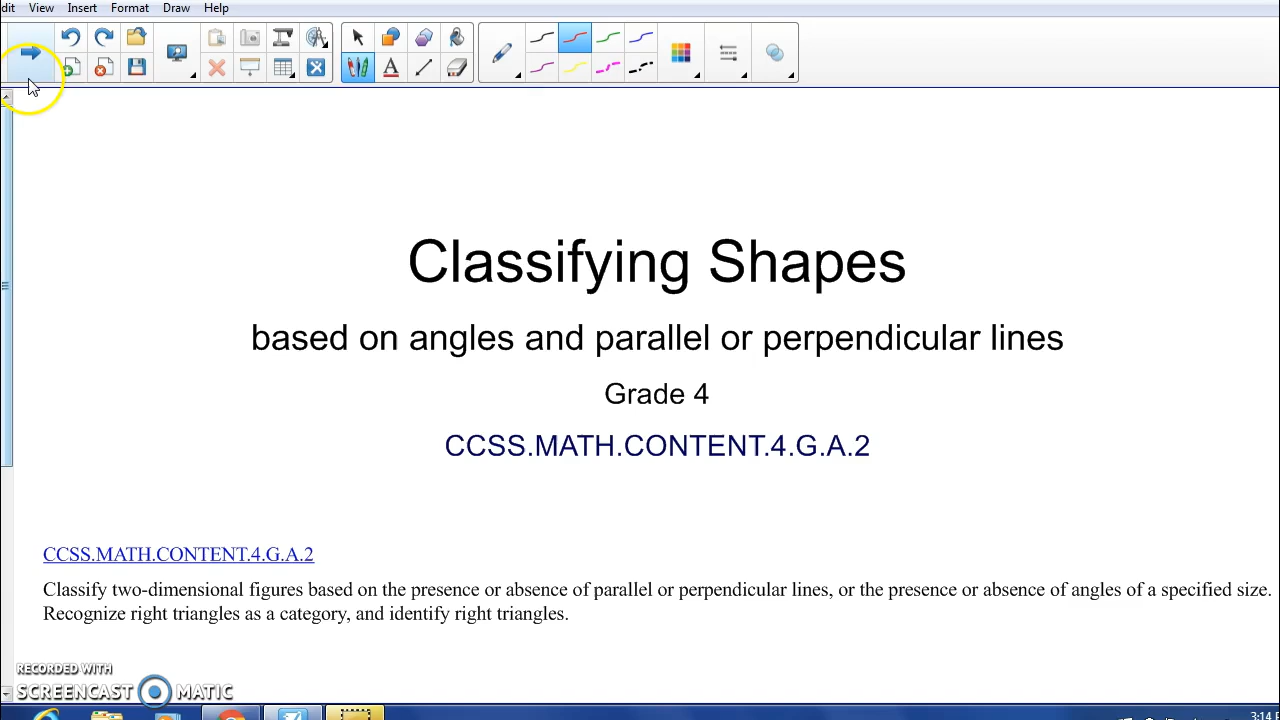 dit View Insert Format Draw Help
Classifying Shapes
based on angles and parallel or perpendicular lines
Grade 4
CCSS.MATH.CONTENT.4.G.A.2
CCSS.MATH.CONTENT.4.G.A.2
Classify two-dimensional figures based on the presence or absence of parallel or perpendicular lines, or the presence or absence of angles of a specified size.
Recognize right triangles as a category, and identify right triangles.
RECORDED WITH
SCREENCAST MATIC
3:14 P